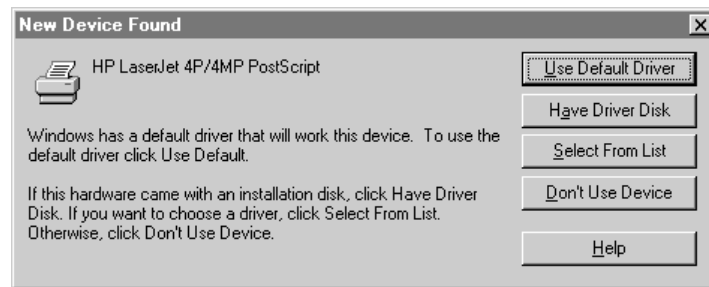 New Device Found
HP LaserJet 4P/4MP PostScript
Windows has a default driver that will work this device. To use the
default driver click Use Default.
If this hardware came with an installation disk, click Have Driver
Disk. If you want to choose a driver, click Select From List.
Otherwise, click Don't Use Device.
Use Default Driver
Have Driver Disk
Select From List
Don't Use Device
Help